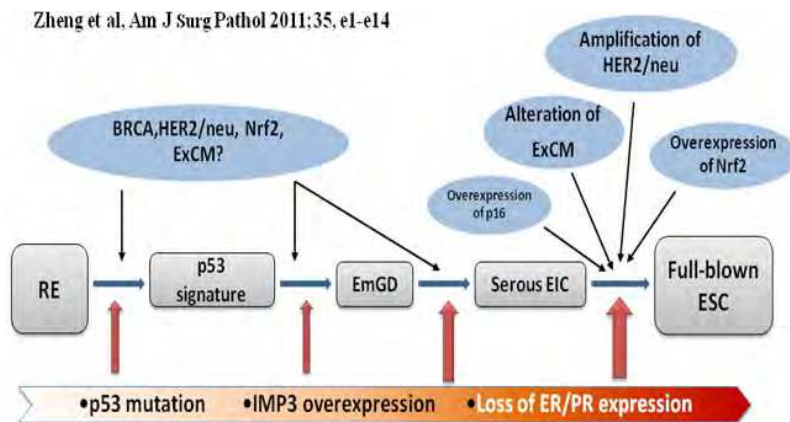 Zheng et al, Am J Surg Pathol 2011; 35, e1-e14
Amplification of
HER2/neu
BRCA,HER2/neu, Nrf2,
ExCM?
Alteration of
ExCM
Overexpression
of Nrf2
Overexpression
of p16
RE
p53
signature
EmGD
Serous EIC
Full-blown
ESC
•p53 mutation •IMP3 overexpression •Loss of ER/PR expression